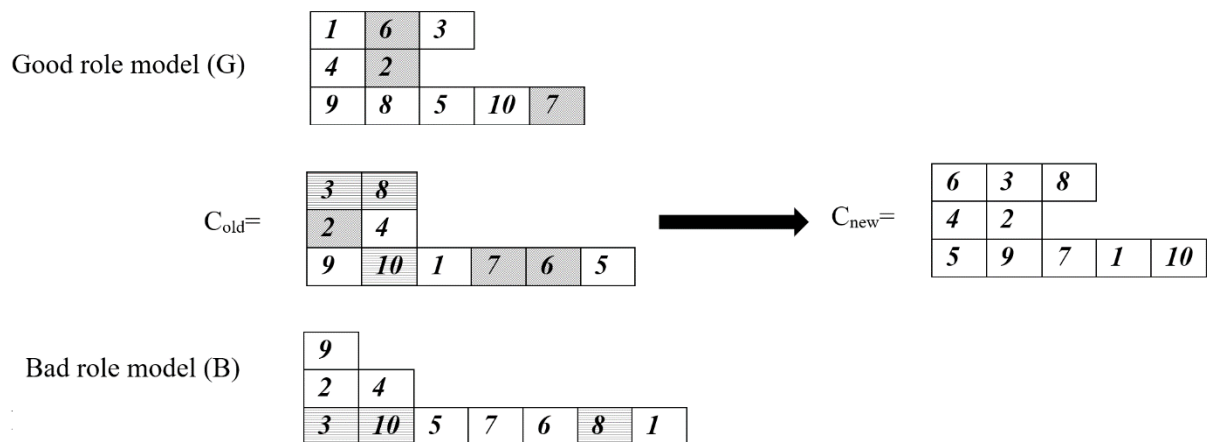 1 6 3
Good role model (G)
4 2
9 8 5 10 7
3 8
C_old=
2 4
9 10 1 7 6 5
C_new=
6 3 8
4 2
5 9 7 1 10
9
Bad role model (B)
2 4
3 10 5 7 6 8 1